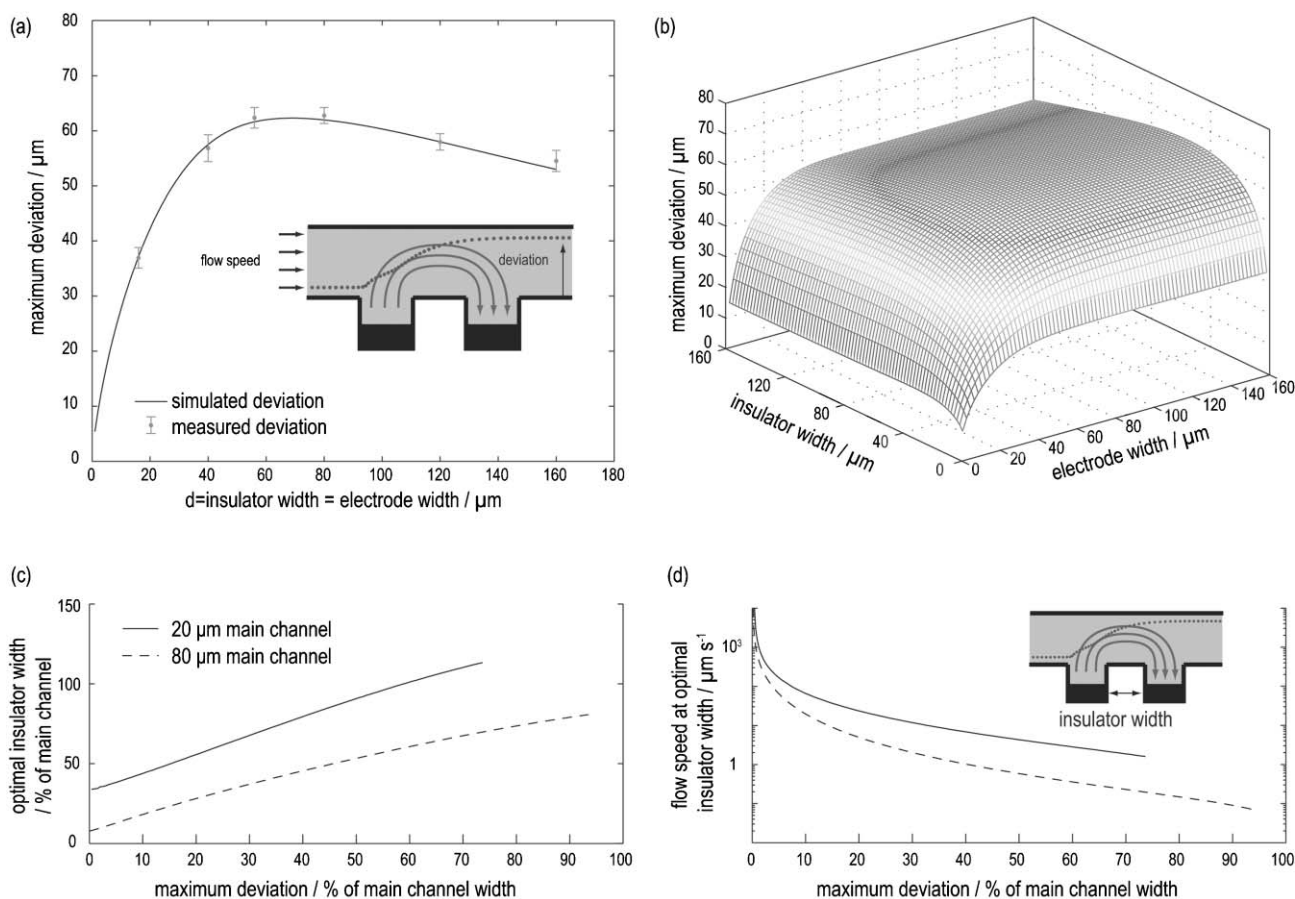 (a)
80
70
60
50
40
30
20
10
0
maximum deviation / µm
flow speed
deviation
simulated deviation
measured deviation
0 20 40 60 80 100 120 140 160 180
d=insulator width = electrode width / µm
(b)
80
70
60
50
40
30
20
10
0
maximum deviation / µm
160
120
80
40
0
insulator width / µm
0 20 40 60 80 100 120 140 160
electrode width / µm
(c)
150
100
50
0
optimal insulator width
/ % of main channel
20 µm main channel
80 µm main channel
0 10 20 30 40 50 60 70 80 90 100
maximum deviation / % of main channel width
(d)
10³
1
flow speed at optimal
insulator width / µm s⁻¹
insulator width
0 10 20 30 40 50 60 70 80 90 100
maximum deviation / % of main channel width